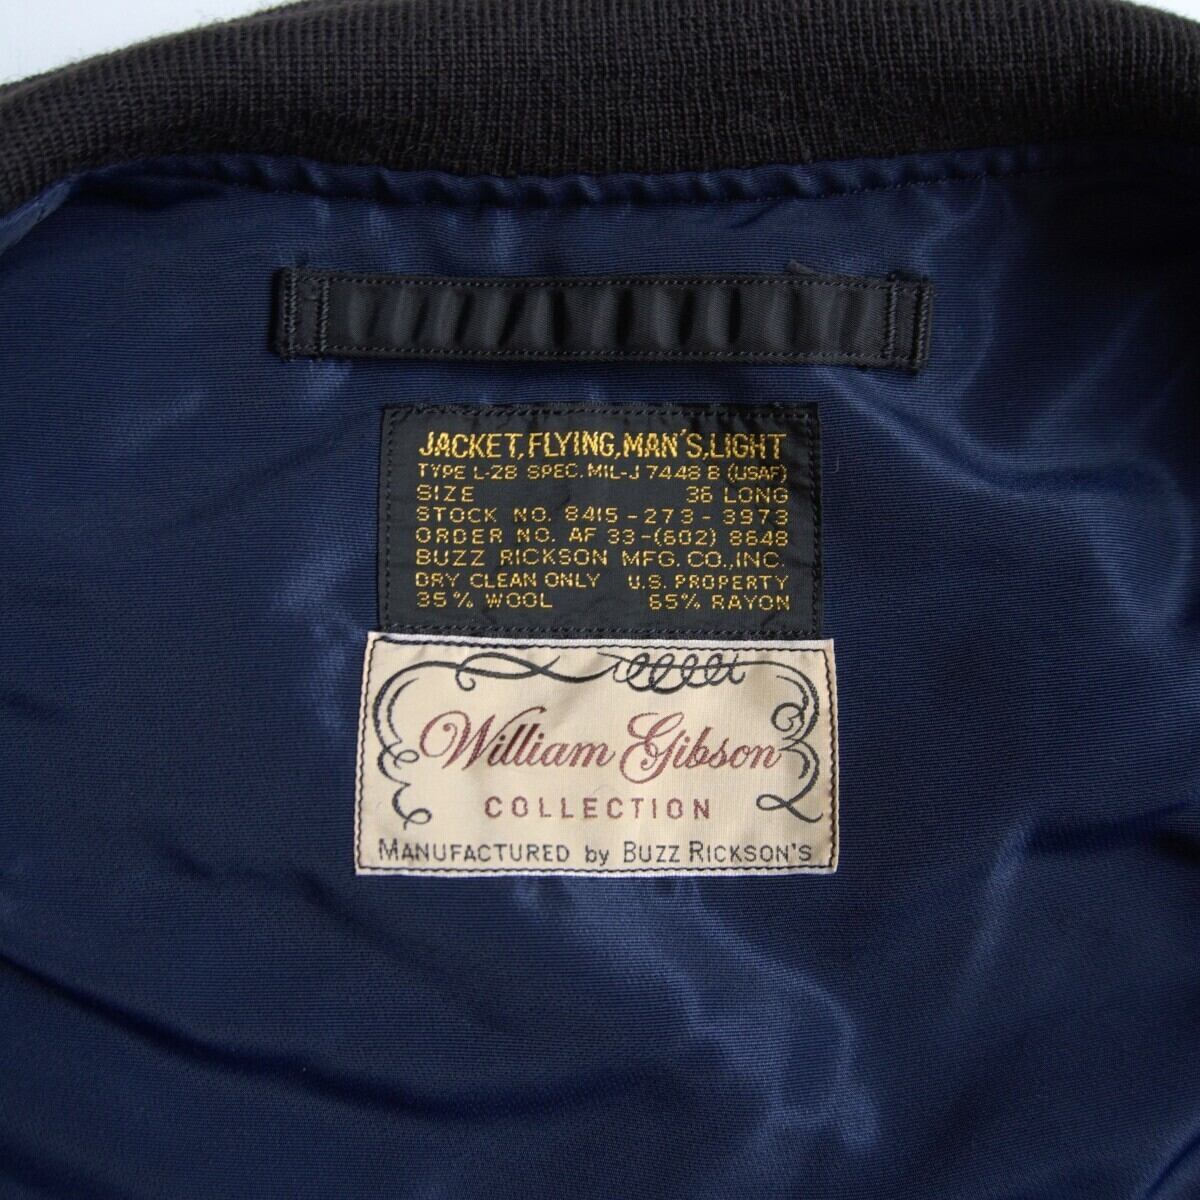 JACKET, FLYING, MAN'S, LIGHT
TYPE L-2B SPEC. MIL-J 7448 B (USAF)
SIZE 36 LONG
STOCK NO. 8415-273-3973
ORDER NO. AF 33-(602) 8648
BUZZ RICKSON MFG. CO., INC.
DRY CLEAN ONLY U.S. PROPERTY
35% WOOL 65% RAYON
William Gibson
COLLECTION
MANUFACTURED by BUZZ RICKSON'S